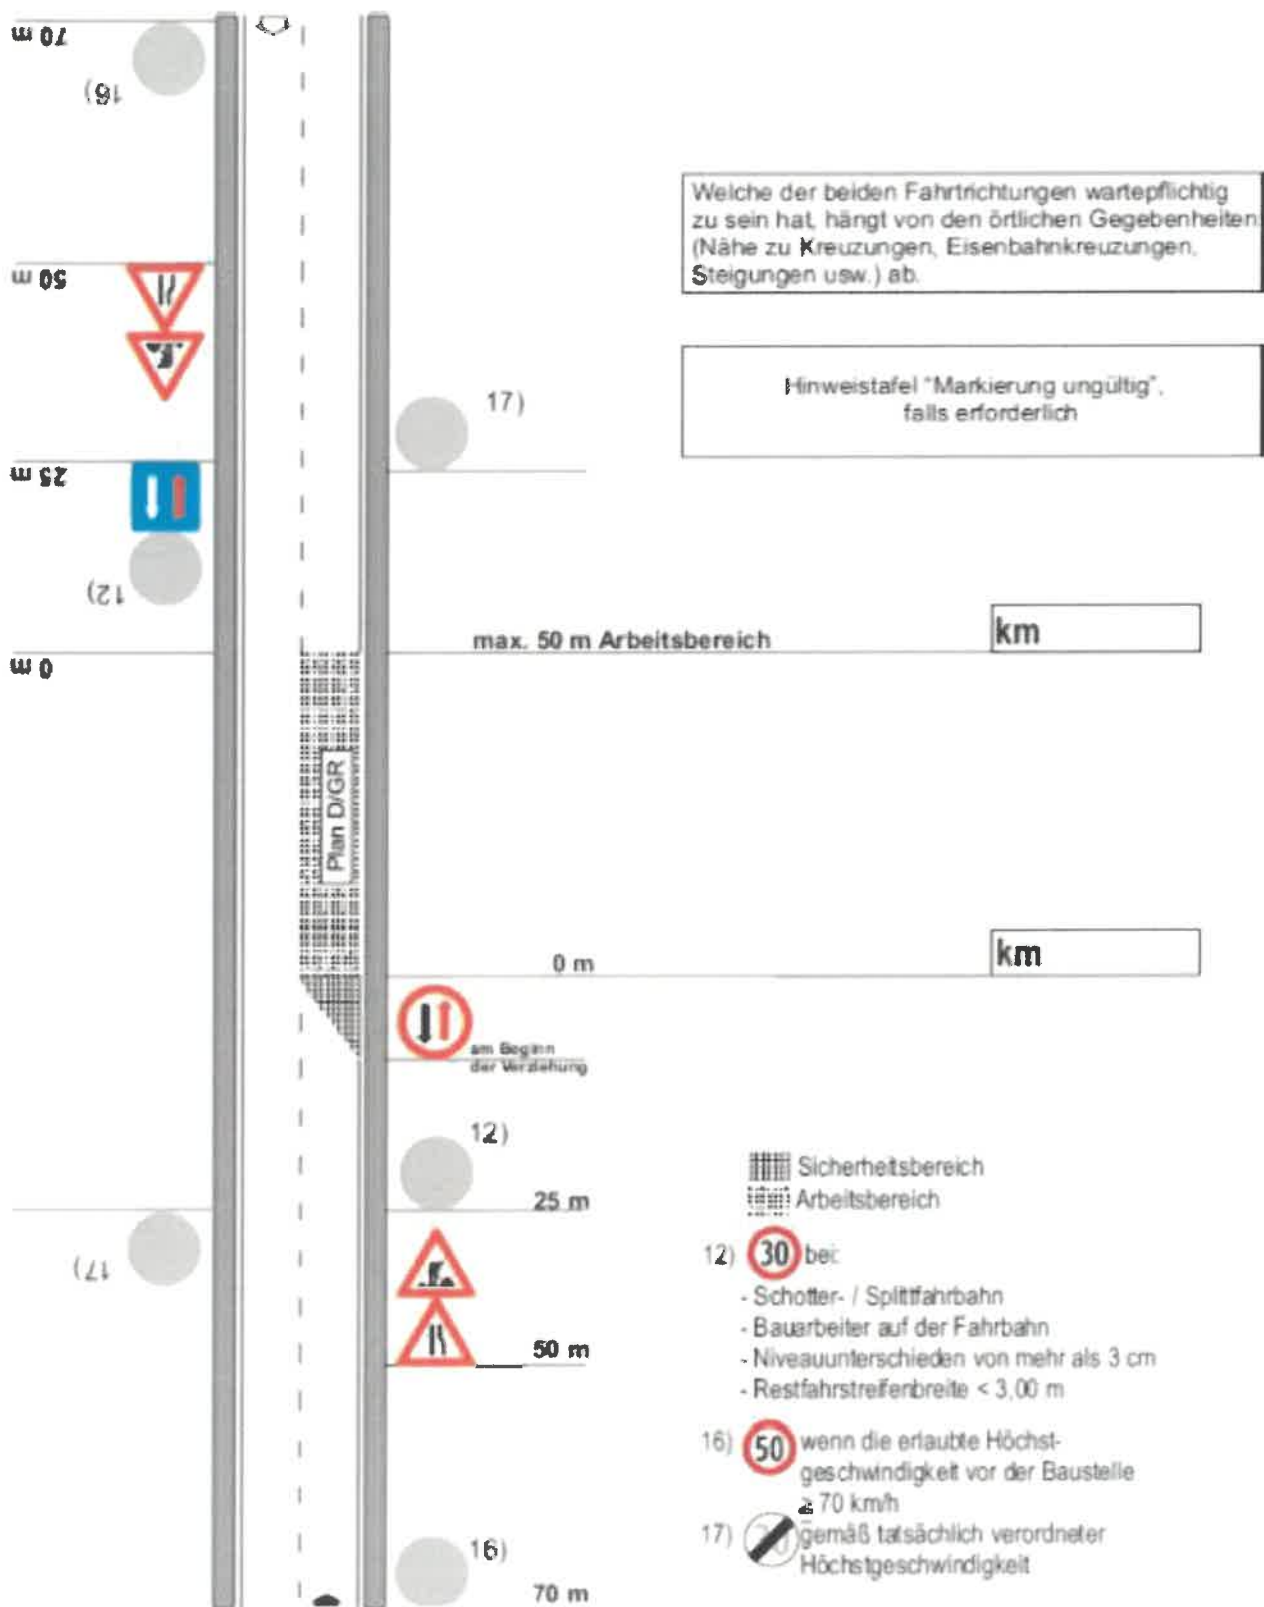 70 m
16)
Welche der beiden Fahrtrichtungen wartepflichtig
zu sein hat, hängt von den örtlichen Gegebenheiten
(Nähe zu Kreuzungen, Eisenbahnkreuzungen,
Steigungen usw.) ab.
50 m
Hinweistafel "Markierung ungültig",
falls erforderlich
17)
25 m
12)
max. 50 m Arbeitsbereich
km
0 m
Plan D/GR
0 m
km
am Beginn
der Verziehung
12)
25 m
17)
50 m
16)
70 m
Sicherheitsbereich
Arbeitsbereich
12) 30 bei:
- Schotter- / Splittfahrbahn
- Bauarbeiter auf der Fahrbahn
- Niveauunterschieden von mehr als 3 cm
- Restfahrstreifenbreite < 3,00 m
16) 50 wenn die erlaubte Höchst-
geschwindigkeit vor der Baustelle
≥ 70 km/h
17) gemäß tatsächlich verordneter
Höchstgeschwindigkeit